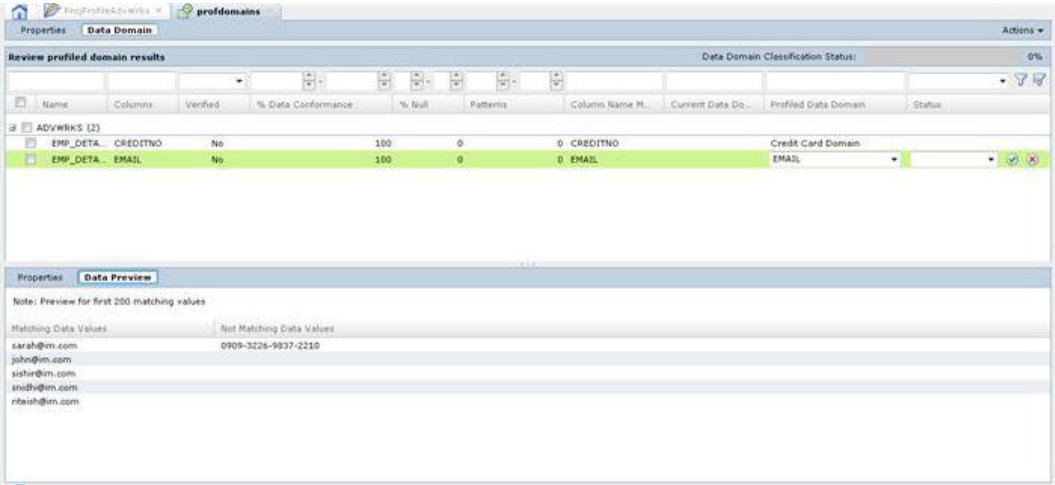 ProjProfileAdvWrks × profdomains
Properties Data Domain Actions
Review profiled domain results Data Domain Classification Status: 0%
Name Columns Verified % Data Conformance % Null Patterns Column Name M... Current Data Do... Profiled Data Domain Status
ADVWRKS (2)
EMP_DETA... CREDITNO No 100 0 0 CREDITNO Credit Card Domain
EMP_DETA... EMAIL No 100 0 0 EMAIL EMAIL
Properties Data Preview
Note: Preview for first 200 matching values
Matching Data Values Not Matching Data Values
sarah@im.com 0909-3226-9837-2210
john@im.com
sishir@im.com
snidhi@im.com
riteish@im.com